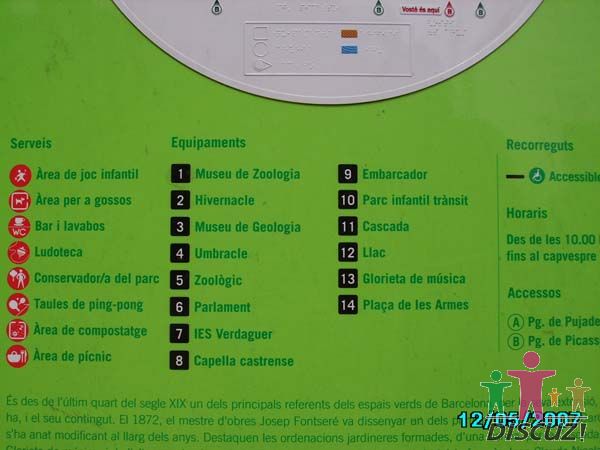 B
B
Vostè és aquí
B
B
Serveis
Àrea de joc infantil
Àrea per a gossos
Bar i lavabos
WC
Ludoteca
Conservador/a del parc
Taules de ping-pong
Àrea de compostatge
Àrea de pícnic
Equipaments
1 Museu de Zoologia
2 Hivernacle
3 Museu de Geologia
4 Umbracle
5 Zoològic
6 Parlament
7 IES Verdaguer
8 Capella castrense
9 Embarcador
10 Parc infantil trànsit
11 Cascada
12 Llac
13 Glorieta de música
14 Plaça de les Armes
Recorreguts
Accessible
Horaris
Des de les 10.00
fins al capvespre
Accessos
A Pg. de Pujade
B Pg. de Picass
És des de l'últim quart del segle XIX un dels principals referents dels espais verds de Barcelona, per la seva
ha, i el seu contingut. El 1872, el mestre d'obres Josep Fontseré va dissenyar en dels
s'ha anat modificant al llarg dels anys. Destaquen les ordenacions jardineres formades, d'una
12/05/2007
DISCUZ!